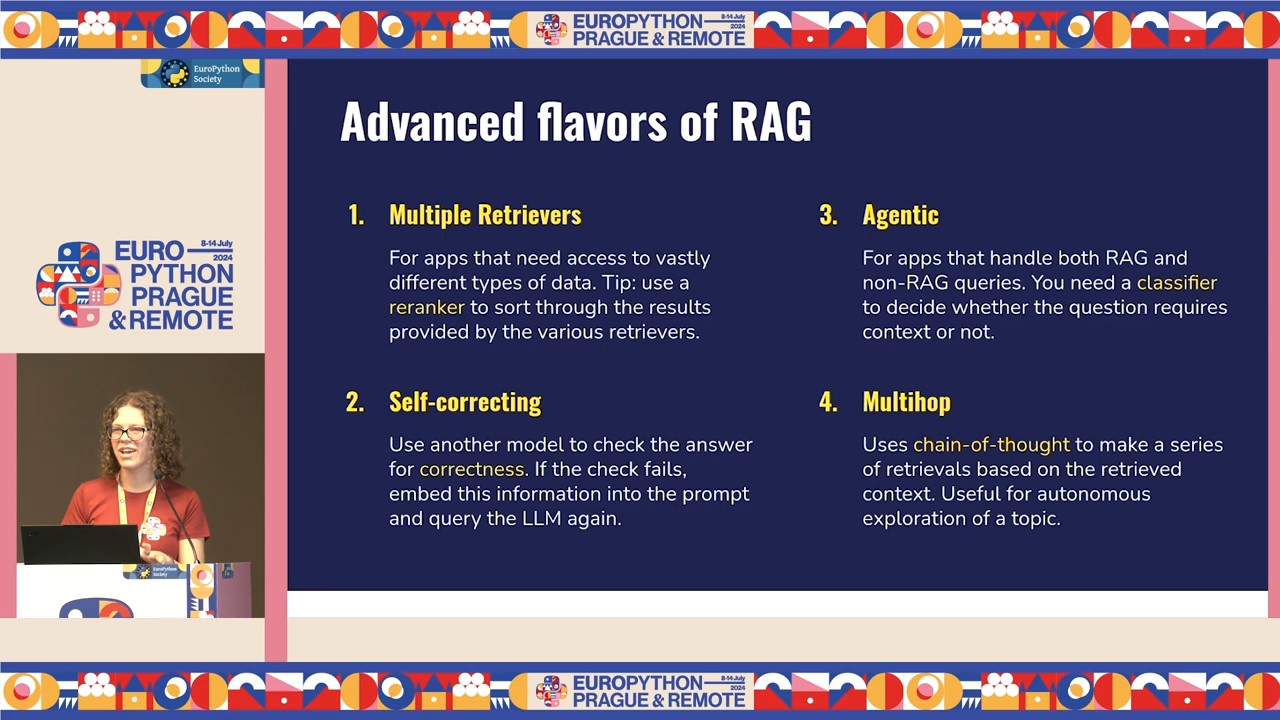 EUROPYTHON
8-14 July
2024
PRAGUE & REMOTE
EUROPYTHON
8-14 July
2024
PRAGUE & REMOTE
EuroPython
Society
EURO
8-14 July
2024
PYTHON
PRAGUE
& REMOTE
Advanced flavors of RAG
1. Multiple Retrievers
For apps that need access to vastly
different types of data. Tip: use a
reranker to sort through the results
provided by the various retrievers.
2. Self-correcting
Use another model to check the answer
for correctness. If the check fails,
embed this information into the prompt
and query the LLM again.
3. Agentic
For apps that handle both RAG and
non-RAG queries. You need a classifier
to decide whether the question requires
context or not.
4. Multihop
Uses chain-of-thought to make a series
of retrievals based on the retrieved
context. Useful for autonomous
exploration of a topic.
EuroPython
Society